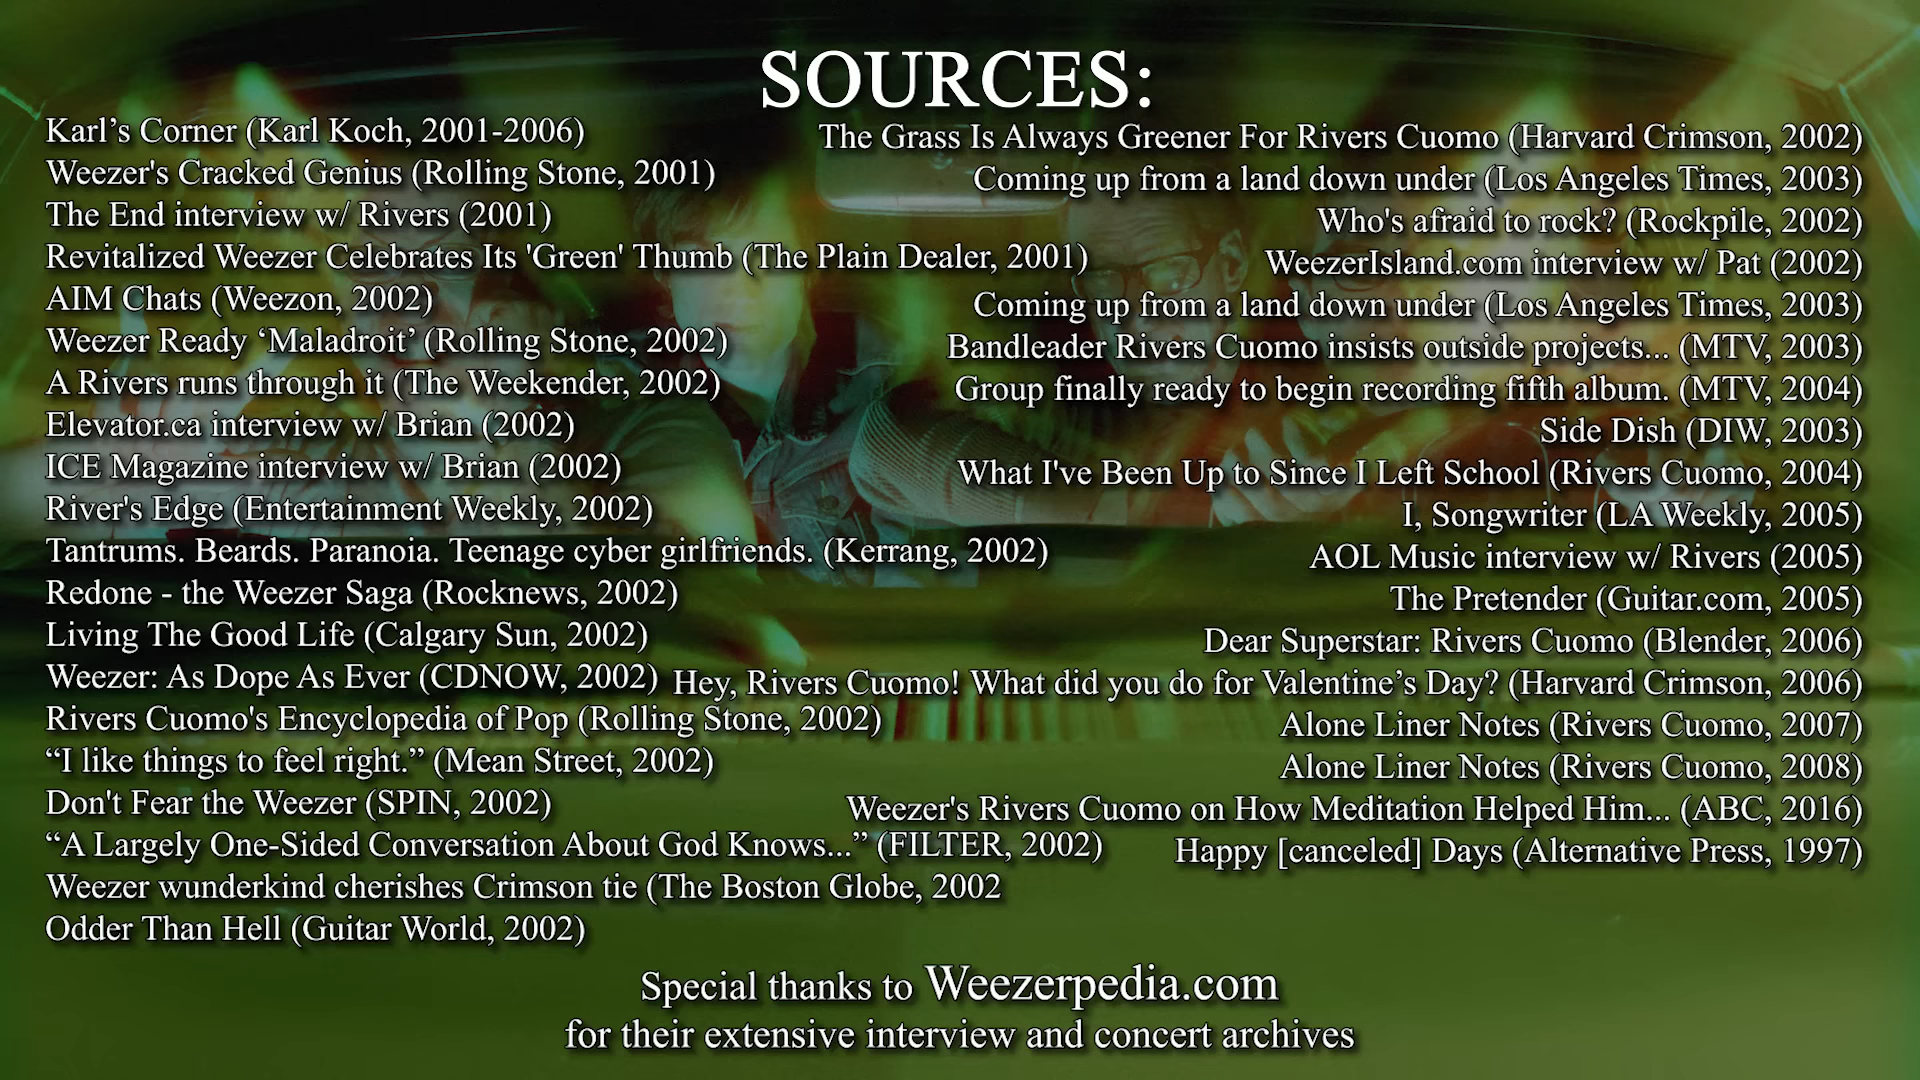 SOURCES:
Karl’s Corner (Karl Koch, 2001-2006)
Weezer's Cracked Genius (Rolling Stone, 2001)
The End interview w/ Rivers (2001)
Revitalized Weezer Celebrates Its 'Green' Thumb (The Plain Dealer, 2001)
AIM Chats (Weezon, 2002)
Weezer Ready ‘Maladroit’ (Rolling Stone, 2002)
A Rivers runs through it (The Weekender, 2002)
Elevator.ca interview w/ Brian (2002)
ICE Magazine interview w/ Brian (2002)
River's Edge (Entertainment Weekly, 2002)
Tantrums. Beards. Paranoia. Teenage cyber girlfriends. (Kerrang, 2002)
Redone - the Weezer Saga (Rocknews, 2002)
Living The Good Life (Calgary Sun, 2002)
Weezer: As Dope As Ever (CDNOW, 2002)
Rivers Cuomo's Encyclopedia of Pop (Rolling Stone, 2002)
“I like things to feel right.” (Mean Street, 2002)
Don't Fear the Weezer (SPIN, 2002)
“A Largely One-Sided Conversation About God Knows...” (FILTER, 2002)
Weezer wunderkind cherishes Crimson tie (The Boston Globe, 2002
Odder Than Hell (Guitar World, 2002)
The Grass Is Always Greener For Rivers Cuomo (Harvard Crimson, 2002)
Coming up from a land down under (Los Angeles Times, 2003)
Who's afraid to rock? (Rockpile, 2002)
WeezerIsland.com interview w/ Pat (2002)
Coming up from a land down under (Los Angeles Times, 2003)
Bandleader Rivers Cuomo insists outside projects... (MTV, 2003)
Group finally ready to begin recording fifth album. (MTV, 2004)
Side Dish (DIW, 2003)
What I've Been Up to Since I Left School (Rivers Cuomo, 2004)
I, Songwriter (LA Weekly, 2005)
AOL Music interview w/ Rivers (2005)
The Pretender (Guitar.com, 2005)
Dear Superstar: Rivers Cuomo (Blender, 2006)
Hey, Rivers Cuomo! What did you do for Valentine’s Day? (Harvard Crimson, 2006)
Alone Liner Notes (Rivers Cuomo, 2007)
Alone Liner Notes (Rivers Cuomo, 2008)
Weezer's Rivers Cuomo on How Meditation Helped Him... (ABC, 2016)
Happy [canceled] Days (Alternative Press, 1997)
Special thanks to Weezerpedia.com
for their extensive interview and concert archives